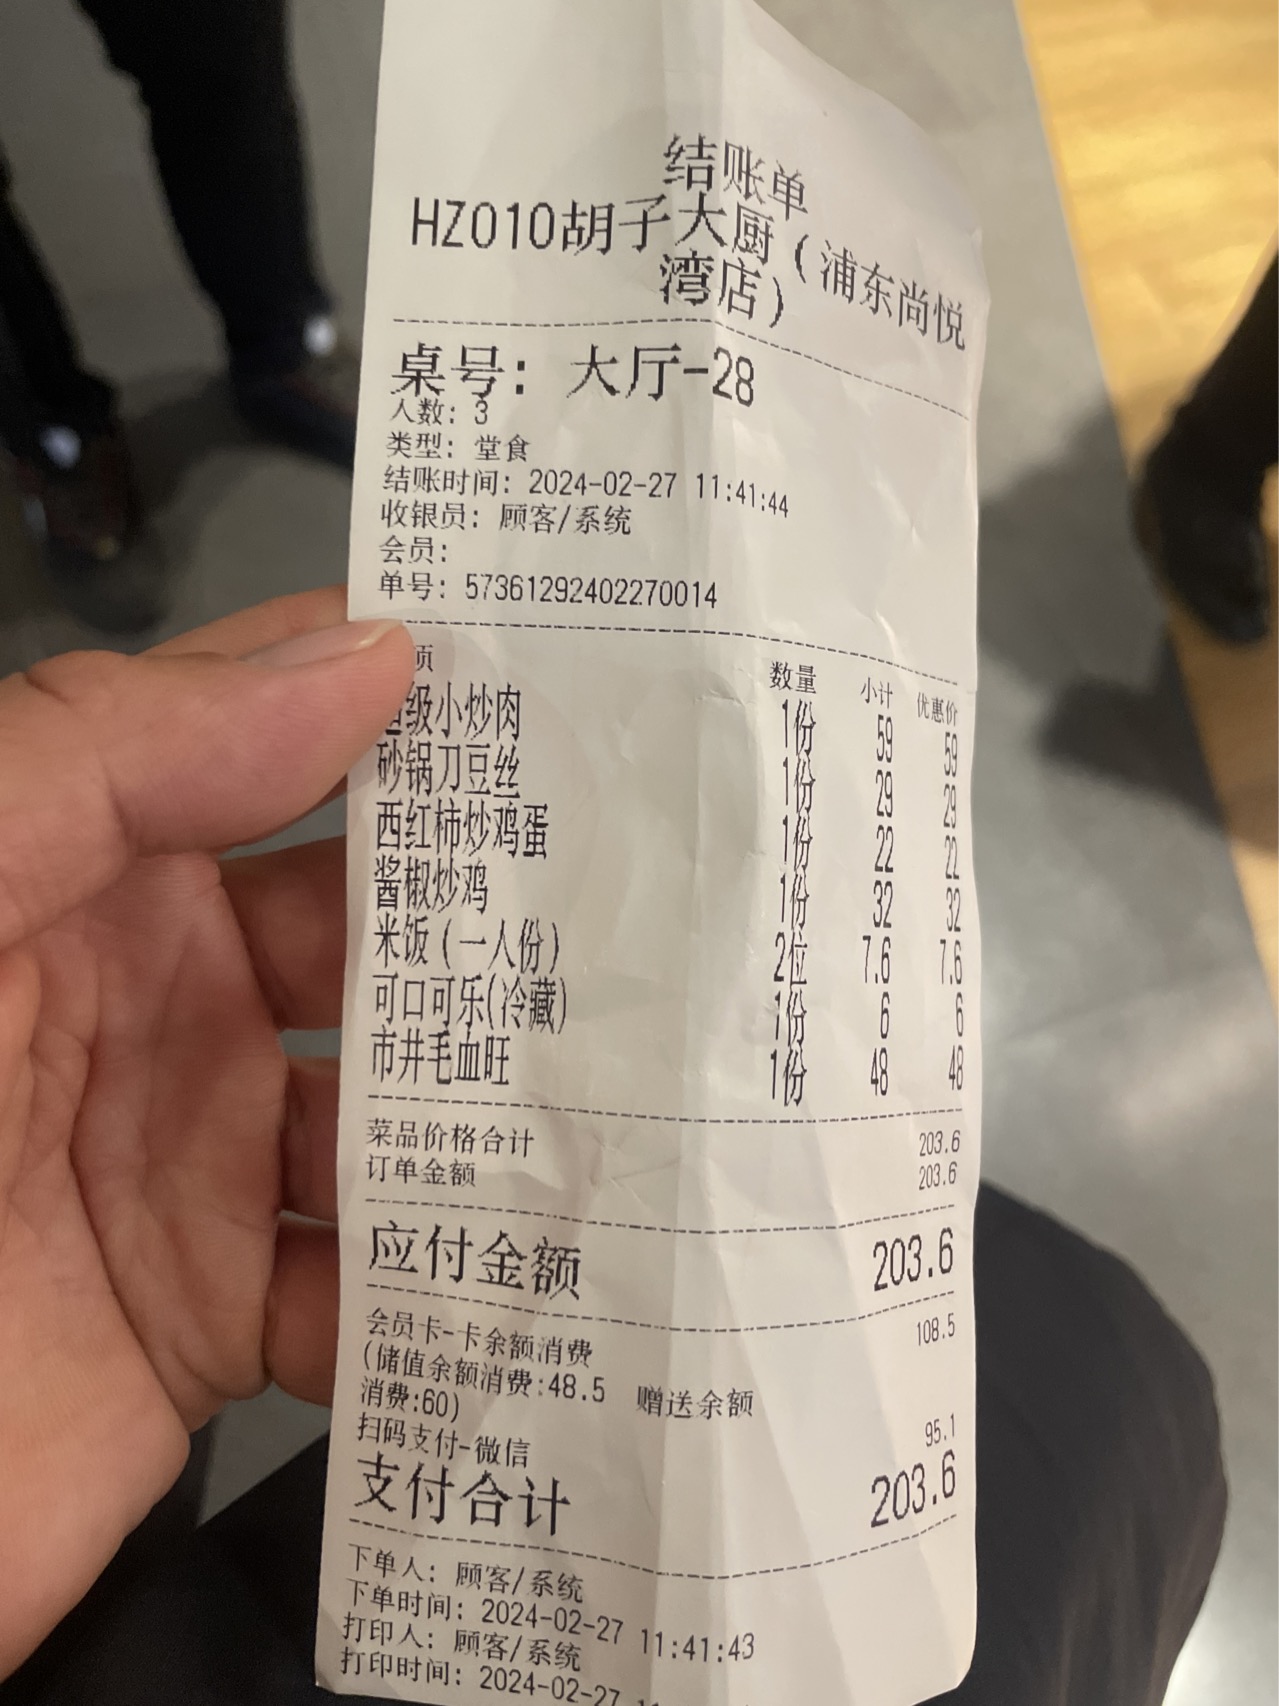 结账单
HZ010胡子大厨(浦东尚悦
湾店)
桌号: 大厅-28
人数: 3
类型: 堂食
结账时间: 2024-02-27 11:41:44
收银员: 顾客/系统
会员:
单号: 573612924022​70014
项 数量 小计 优惠价
超级小炒肉 1份 59 59
砂锅刀豆丝 1份 29 29
西红柿炒鸡蛋 1份 22 22
酱椒炒鸡 1份 32 32
米饭(一人份) 2位 7.6 7.6
可口可乐(冷藏) 1份 6 6
市井毛血旺 1份 48 48
菜品价格合计 203.6
订单金额 203.6
应付金额 203.6
会员卡-卡余额消费 108.5
(储值余额消费:48.5 赠送余额
消费:60)
扫码支付-微信 95.1
支付合计 203.6
下单人: 顾客/系统
下单时间: 2024-02-27 11:41:43
打印人: 顾客/系统
打印时间: 2024-02-27